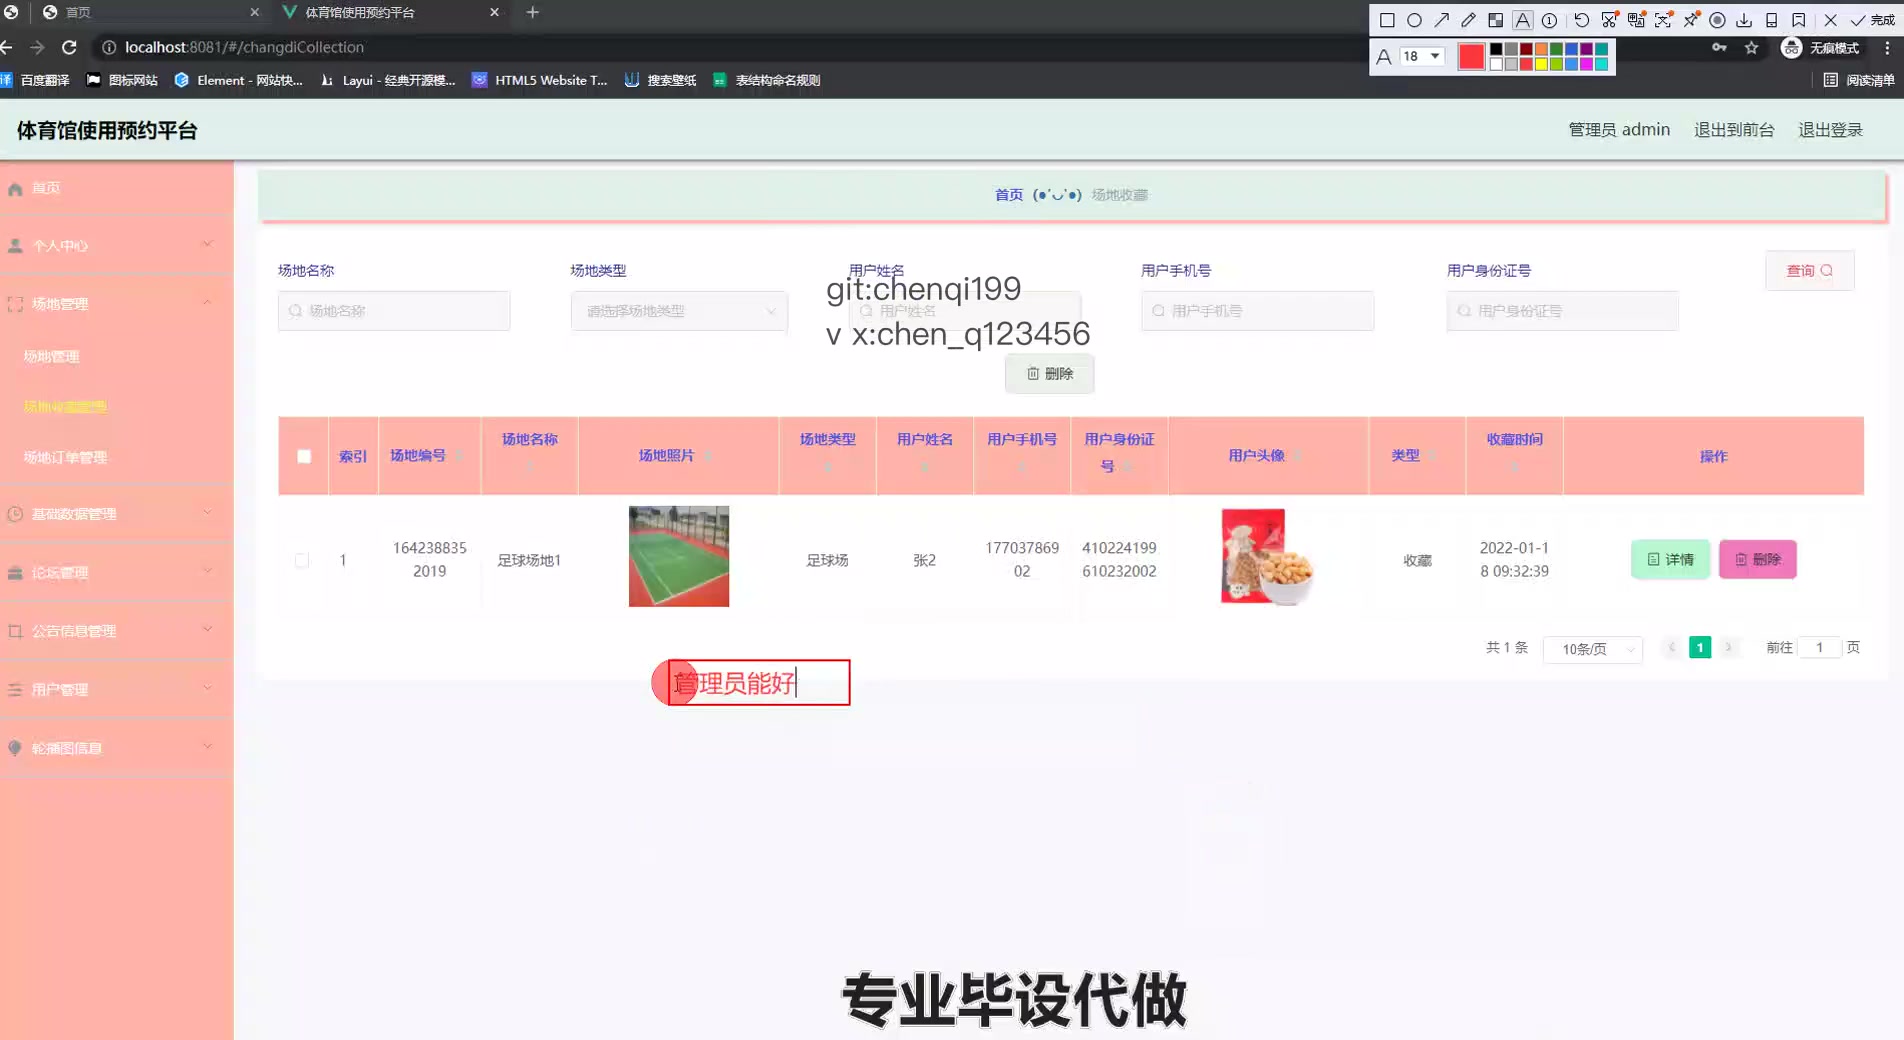 首页
体育馆使用预约平台
完成
localhost:8081/#/changdiCollection
无痕模式
A 18
译 百度翻译
图标网站
Element - 网站快...
Layui - 经典开源模...
HTML5 Website T...
搜索壁纸
表结构命名规则
阅读清单
体育馆使用预约平台
管理员 admin
退出到前台
退出登录
首页
个人中心
场地管理
场地管理
场地收藏管理
场地订单管理
基础数据管理
论坛管理
公告信息管理
用户管理
轮播图信息
首页 (●'◡'●) 场地收藏
场地名称
场地类型
用户姓名
用户手机号
用户身份证号
查询
场地名称
请选择场地类型
用户姓名
用户手机号
用户身份证号
git:chenqi199
v x:chen_q123456
删除
索引
场地编号
场地名称
场地照片
场地类型
用户姓名
用户手机号
用户身份证
号
用户头像
类型
收藏时间
操作
1
164238835
2019
足球场地1
足球场
张2
177037869
02
410224199
610232002
收藏
2022-01-1
8 09:32:39
详情
删除
共 1 条
10条/页
1
前往 1 页
管理员能好
专业毕设代做